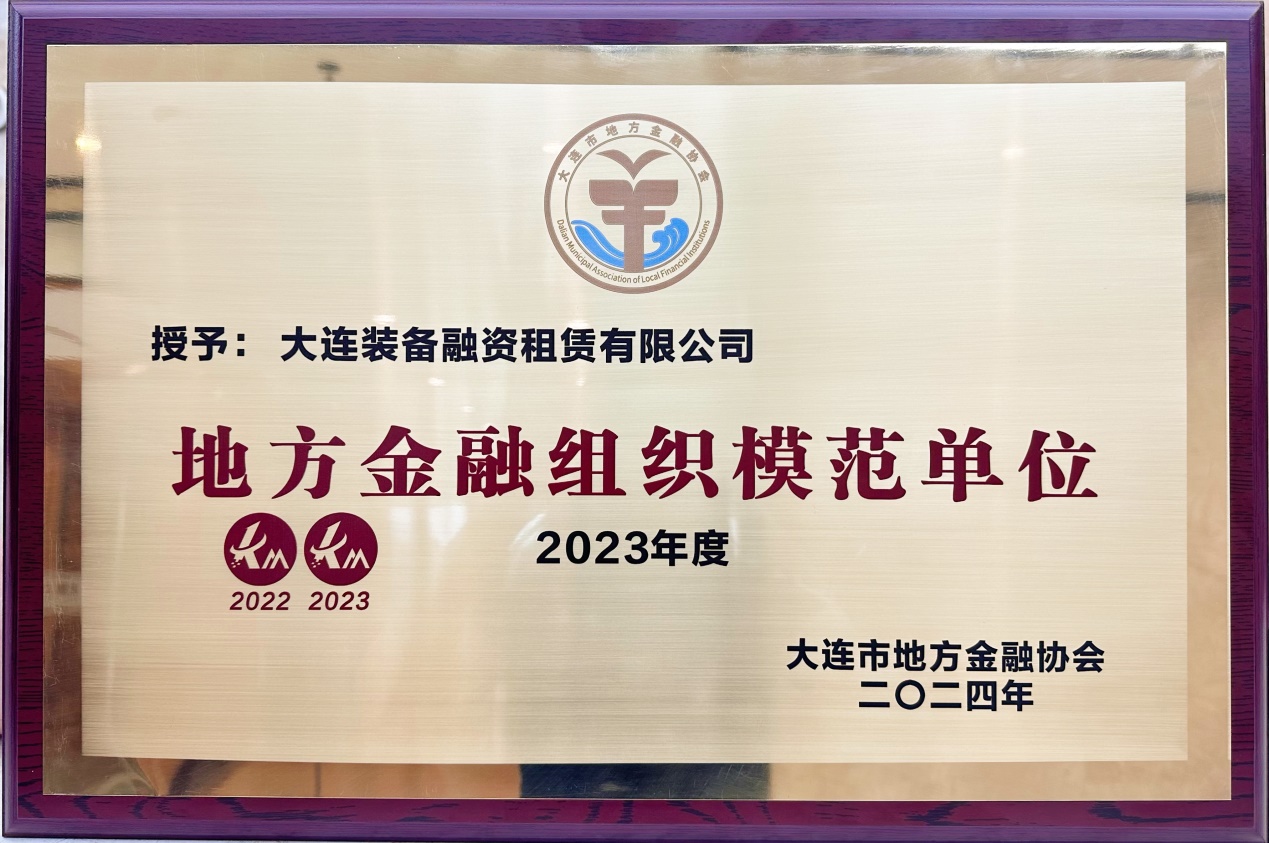 大连市地方金融协会
Dalian Municipal Association of Local Financial Institutions
授予： 大连装备融资租赁有限公司
地方金融组织模范单位
KM KM
2023年度
2022 2023
大连市地方金融协会
二〇二四年